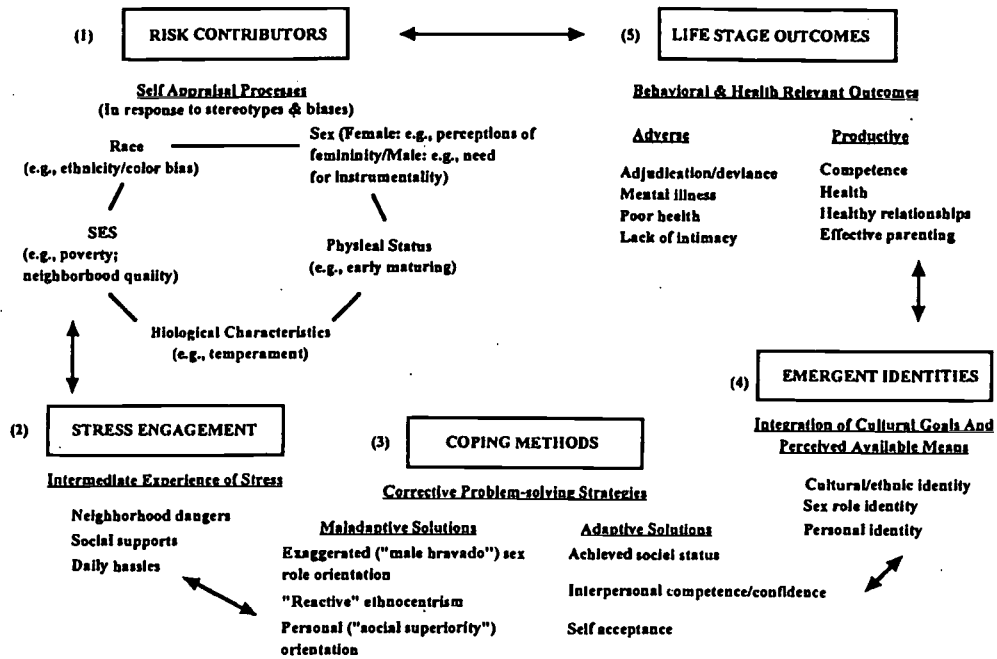 (1) RISK CONTRIBUTORS
Self Appraisal Processes
(In response to stereotypes & biases)
Race
(e.g., ethnicity/color bias)
Sex (Female: e.g., perceptions of
femininity/Male: e.g., need
for instrumentality)
SES
(e.g., poverty;
neighborhood quality)
Physical Status
(e.g., early maturing)
Biological Characteristics
(e.g., temperament)
(2) STRESS ENGAGEMENT
Intermediate Experience of Stress
Neighborhood dangers
Social supports
Daily hassles
(3) COPING METHODS
Corrective Problem-solving Strategies
Maladaptive Solutions
Exaggerated ("male bravado") sex
role orientation
"Reactive" ethnocentrism
Personal ("social superiority")
orientation
Adaptive Solutions
Achieved social status
Interpersonal competence/confidence
Self acceptance
(4) EMERGENT IDENTITIES
Integration of Cultural Goals And
Perceived Available Means
Cultural/ethnic identity
Sex role identity
Personal identity
(5) LIFE STAGE OUTCOMES
Behavioral & Health Relevant Outcomes
Adverse
Adjudication/deviance
Mental illness
Poor health
Lack of intimacy
Productive
Competence
Health
Healthy relationships
Effective parenting